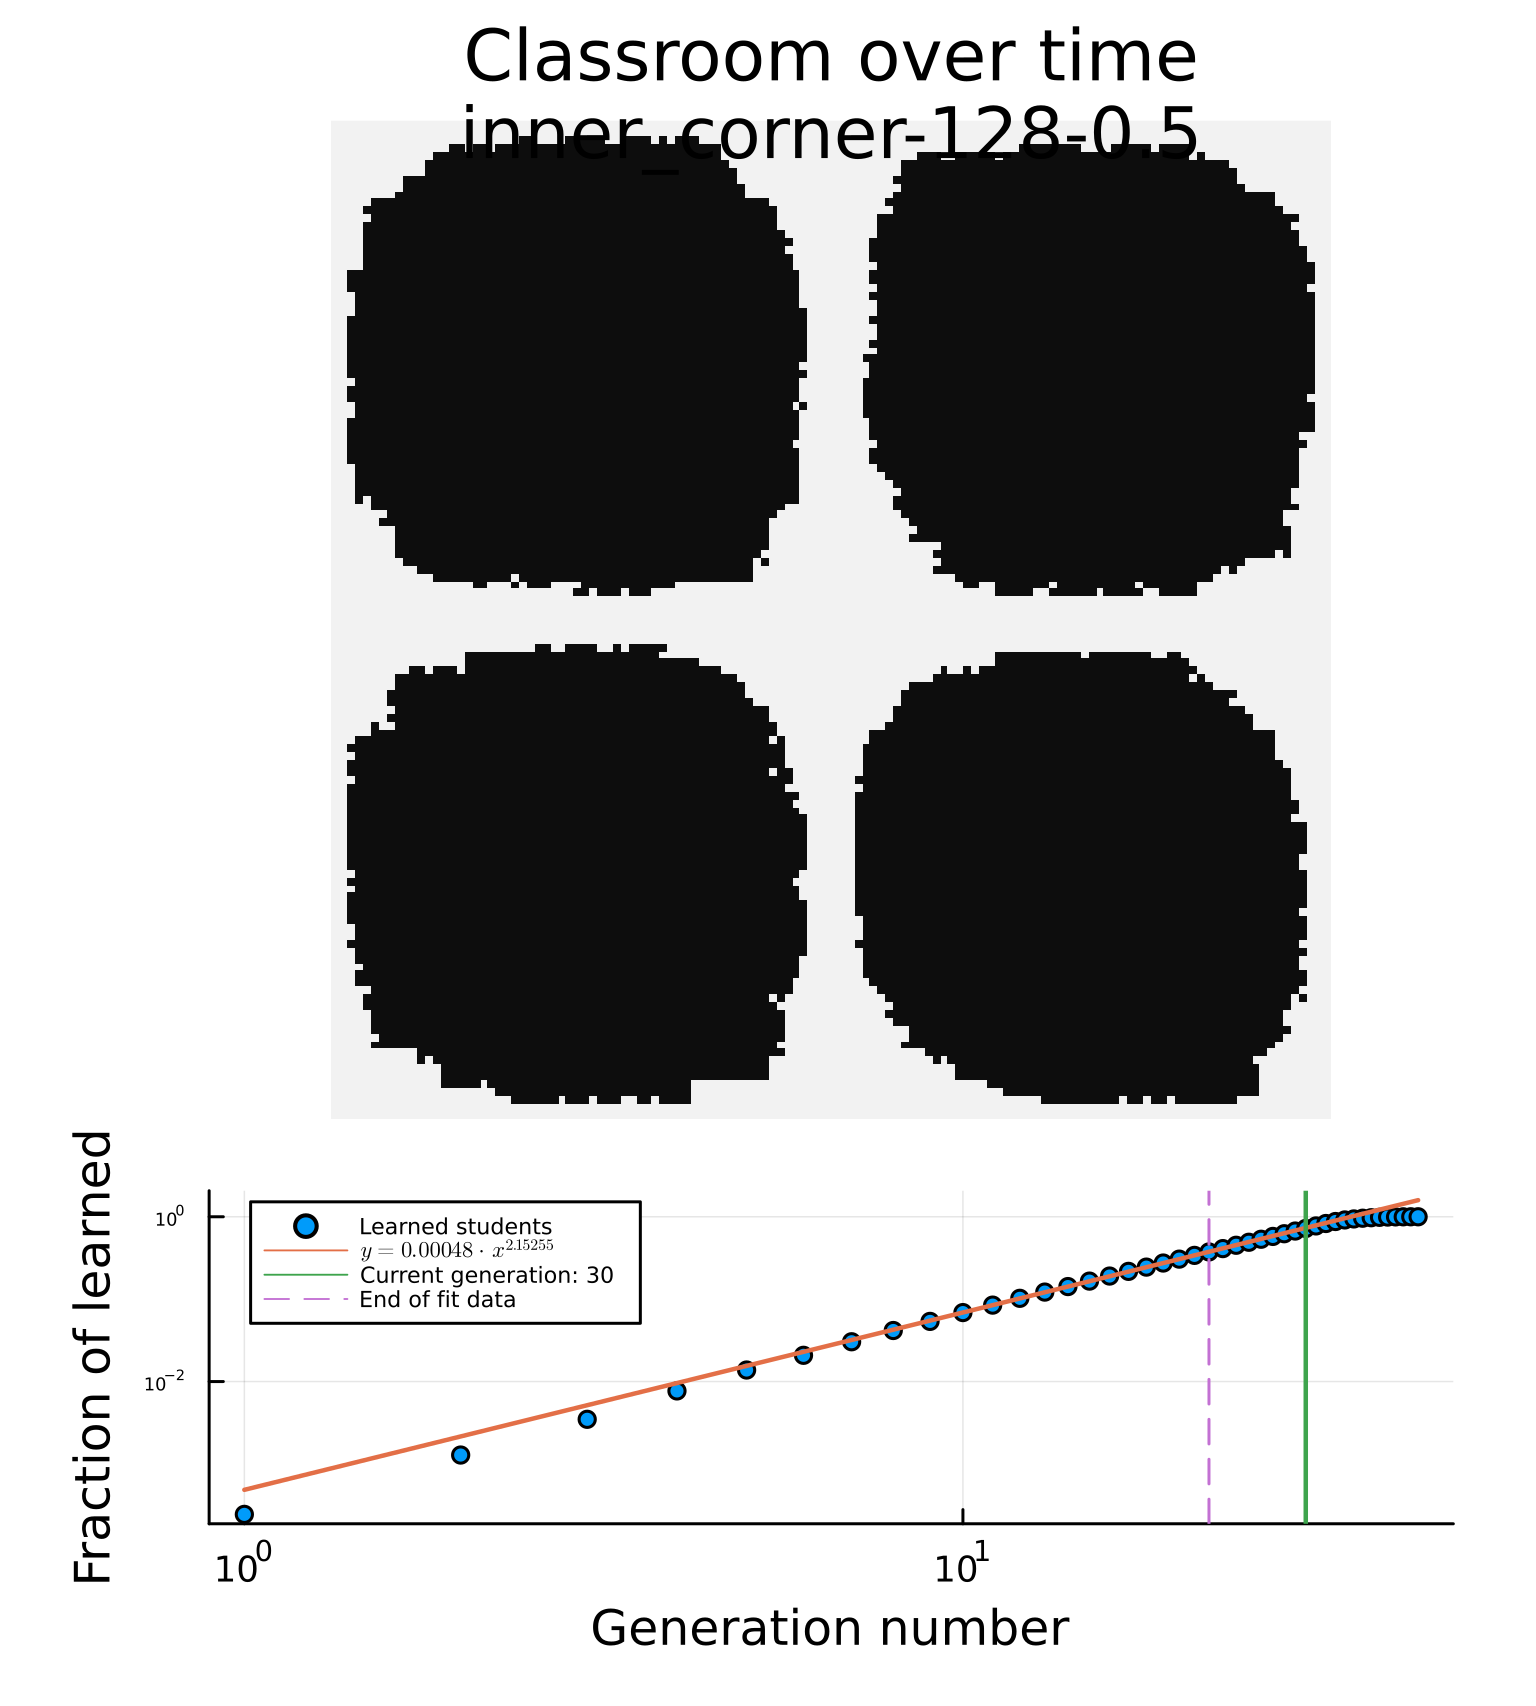 Classroom over time
inner_corner-128-0.5
Fraction of learned
10⁰
10⁻²
Learned students
y = 0.00048 · x^2.15255
Current generation: 30
End of fit data
10⁰
10¹
Generation number